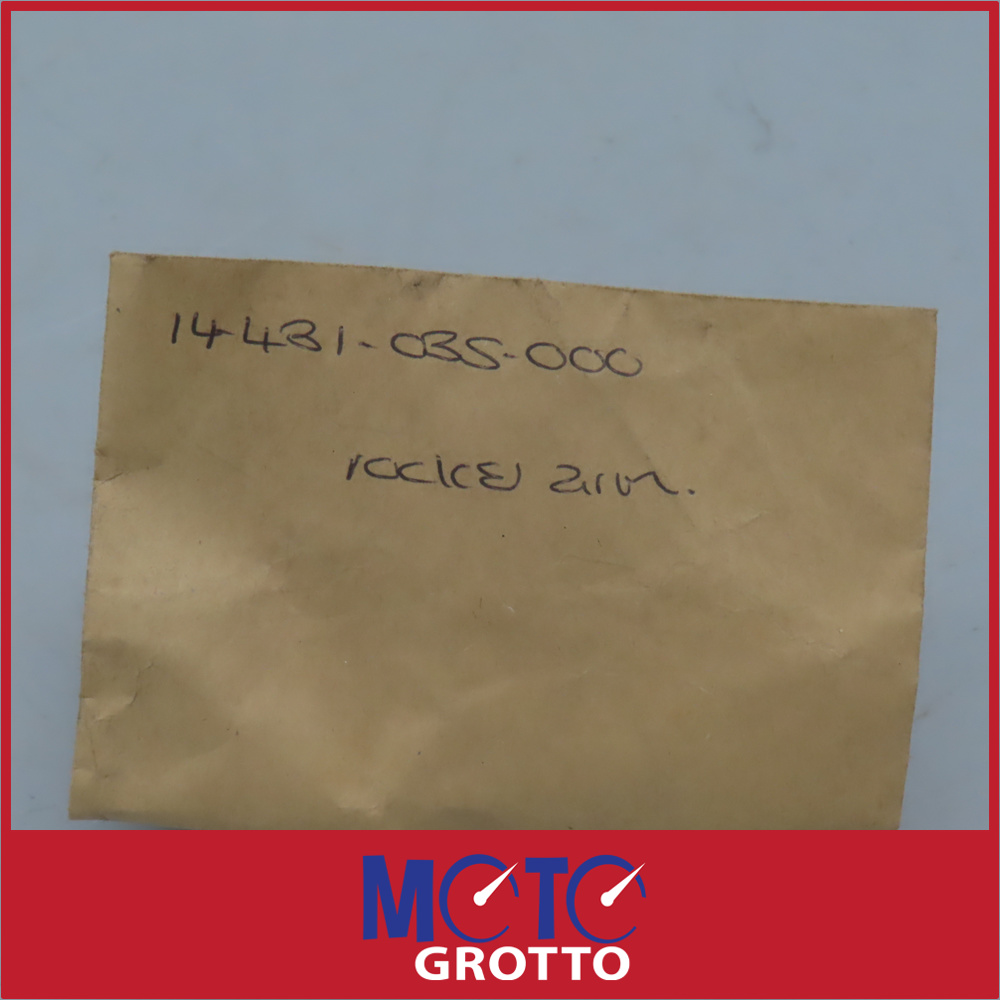 14431-035-000
rocker arm.
MOTO
GROTTO